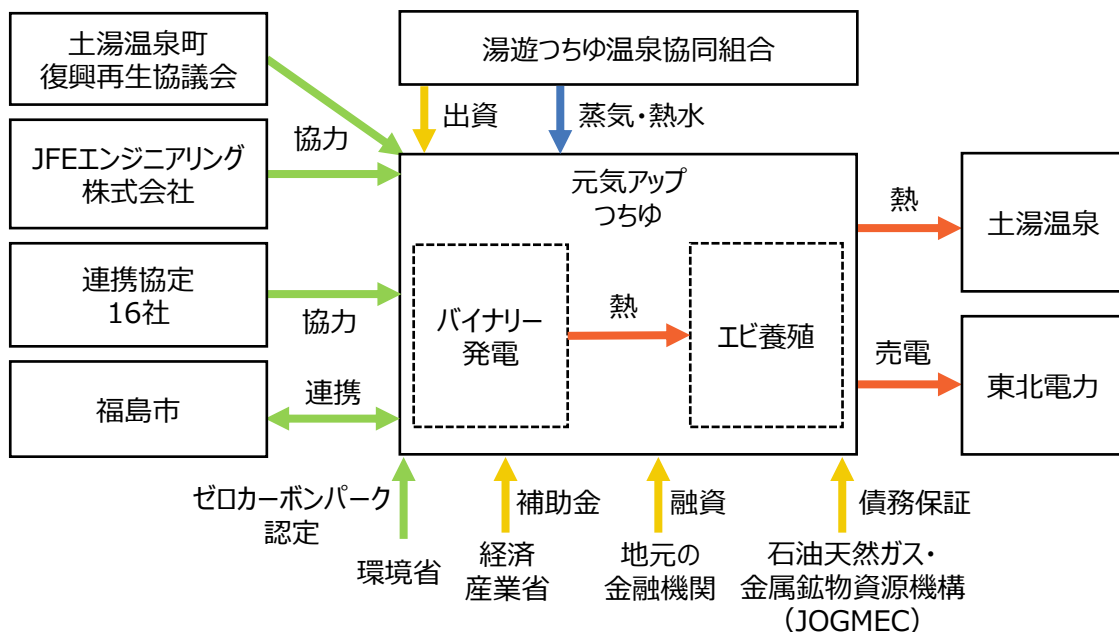 土湯温泉町
復興再生協議会
湯遊つちゆ温泉協同組合
出資
蒸気・熱水
協力
JFEエンジニアリング
株式会社
元気アップ
つちゆ
熱
土湯温泉
連携協定
16社
協力
バイナリー
発電
熱
エビ養殖
売電
東北電力
福島市
連携
ゼロカーボンパーク
認定
環境省
補助金
経済
産業省
融資
地元の
金融機関
債務保証
石油天然ガス・
金属鉱物資源機構
（JOGMEC）